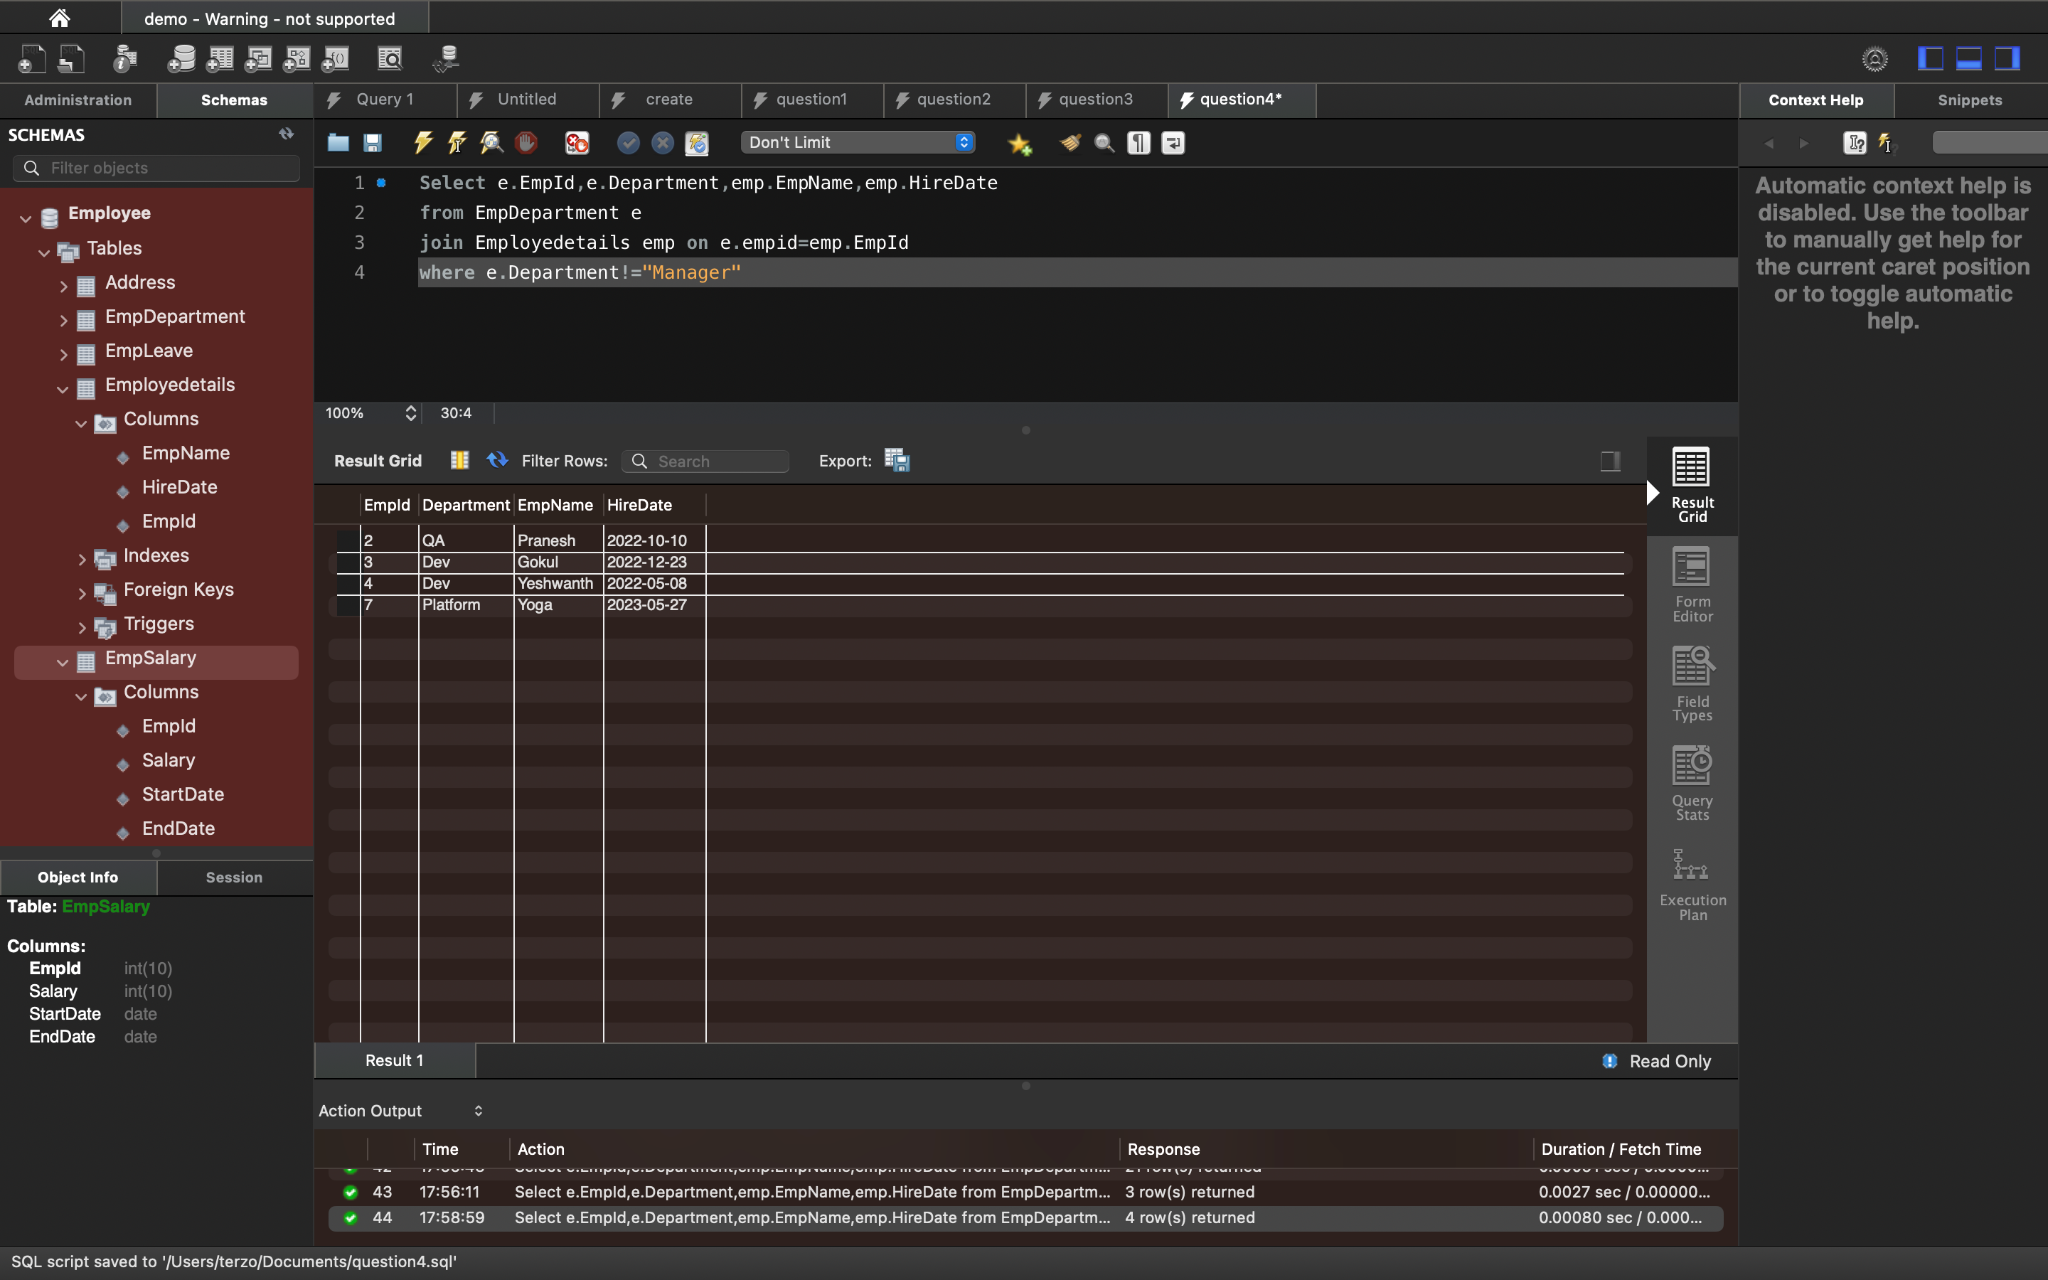 demo - Warning - not supported
Administration
Schemas
Query 1
Untitled
create
question1
question2
question3
question4*
Context Help
Snippets
SCHEMAS
Filter objects
Don't Limit
Employee
Tables
Address
EmpDepartment
EmpLeave
Employedetails
Columns
EmpName
HireDate
EmpId
Indexes
Foreign Keys
Triggers
EmpSalary
Columns
EmpId
Salary
StartDate
EndDate
1 Select e.EmpId,e.Department,emp.EmpName,emp.HireDate
2 from EmpDepartment e
3 join Employedetails emp on e.empid=emp.EmpId
4 where e.Department!="Manager"
Automatic context help is
disabled. Use the toolbar
to manually get help for
the current caret position
or to toggle automatic
help.
100% 30:4
Result Grid Filter Rows: Search Export:
EmpId Department EmpName HireDate
2 QA Pranesh 2022-10-10
3 Dev Gokul 2022-12-23
4 Dev Yeshwanth 2022-05-08
7 Platform Yoga 2023-05-27
Result
Grid
Form
Editor
Field
Types
Query
Stats
Execution
Plan
Object Info
Session
Table: EmpSalary
Columns:
EmpId int(10)
Salary int(10)
StartDate date
EndDate date
Result 1
Read Only
Action Output
Time Action Response Duration / Fetch Time
43 17:56:11 Select e.EmpId,e.Department,emp.EmpName,emp.HireDate from EmpDepartm... 3 row(s) returned 0.0027 sec / 0.00000...
44 17:58:59 Select e.EmpId,e.Department,emp.EmpName,emp.HireDate from EmpDepartm... 4 row(s) returned 0.00080 sec / 0.000...
SQL script saved to '/Users/terzo/Documents/question4.sql'